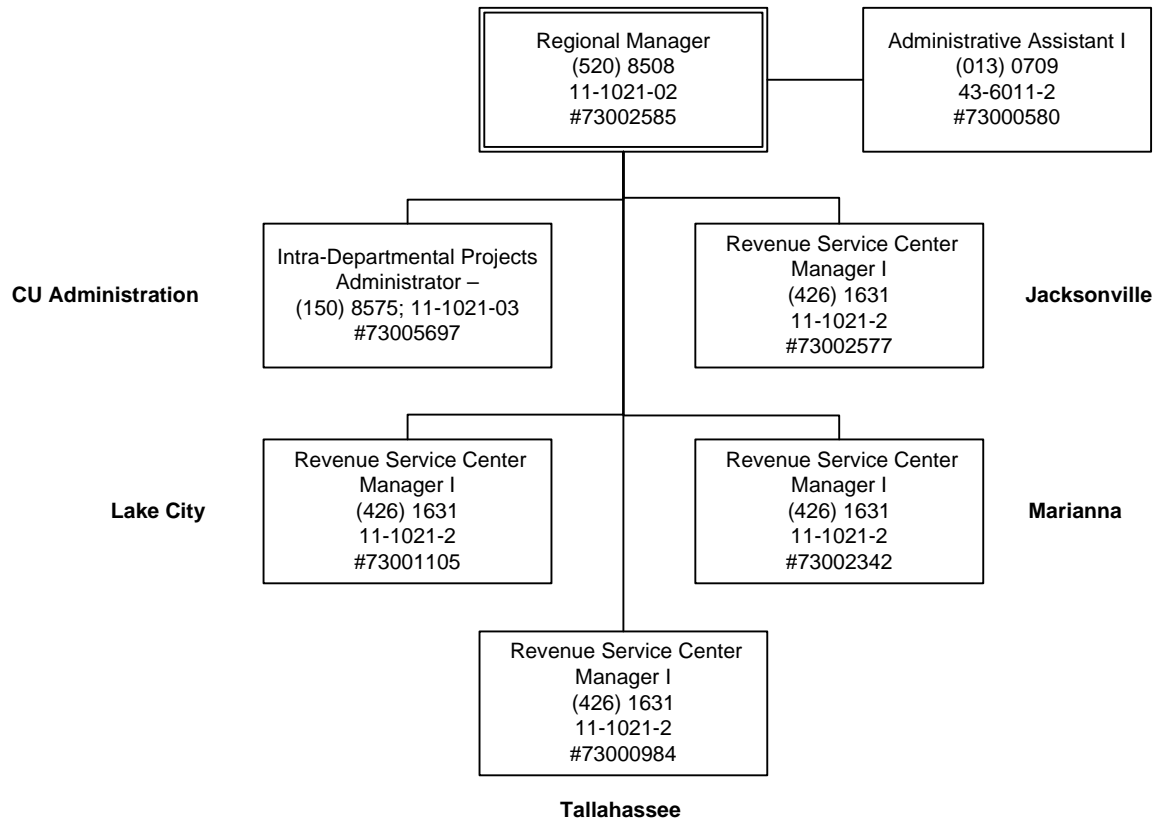 Regional Manager
(520) 8508
11-1021-02
#73002585
Administrative Assistant I
(013) 0709
43-6011-2
#73000580
CU Administration
Intra-Departmental Projects
Administrator –
(150) 8575; 11-1021-03
#73005697
Revenue Service Center
Manager I
(426) 1631
11-1021-2
#73002577
Jacksonville
Lake City
Revenue Service Center
Manager I
(426) 1631
11-1021-2
#73001105
Revenue Service Center
Manager I
(426) 1631
11-1021-2
#73002342
Marianna
Revenue Service Center
Manager I
(426) 1631
11-1021-2
#73000984
Tallahassee